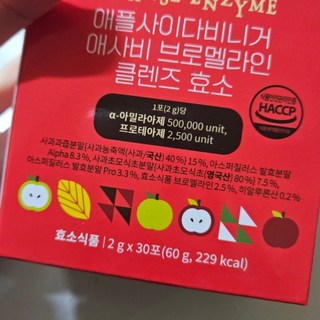 ENZYME
애플사이다비니거
애사비 브로멜라인
클렌즈 효소
1포(2 g)당
α-아밀라아제 500,000 unit,
프로테아제 2,500 unit
HACCP
사과과즙분말{사과농축액(사과/국산) 40 %} 15 %, 아스퍼질러스 발효분말
Alpha 8.3 %, 사과초모식초분말{사과초모식초(영국산) 80 %} 7.5 %,
아스퍼질러스 발효분말 Pro 3.3 %, 효소식품 브로멜라인 2.5 %, 히알루론산 0.2 %
효소식품 | 2 g x 30포(60 g, 229 kcal)